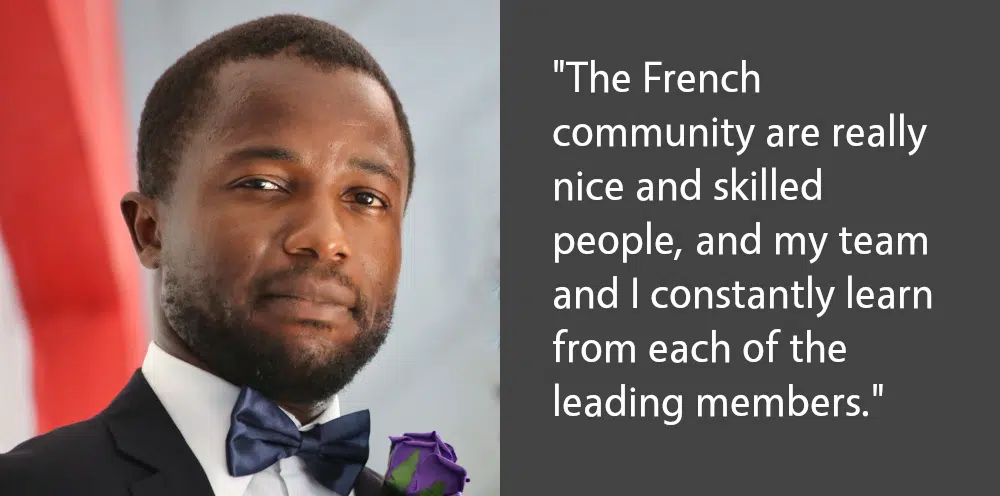 "The French
community are really
nice and skilled
people, and my team
and I constantly learn
from each of the
leading members."